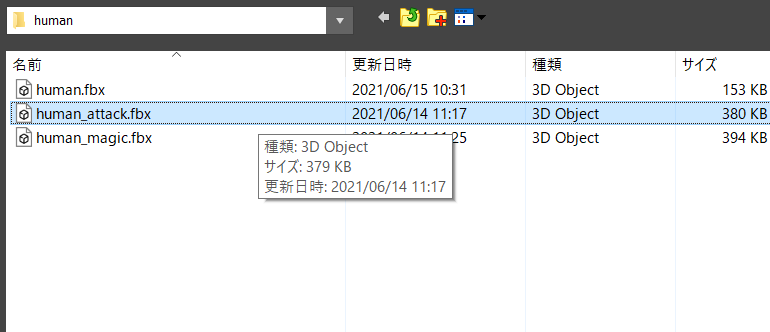 human
名前 更新日時 種類 サイズ
human.fbx 2021/06/15 10:31 3D Object 153 KB
human_attack.fbx 2021/06/14 11:17 3D Object 380 KB
human_magic.fbx 11:25 3D Object 394 KB
種類: 3D Object
サイズ: 379 KB
更新日時: 2021/06/14 11:17